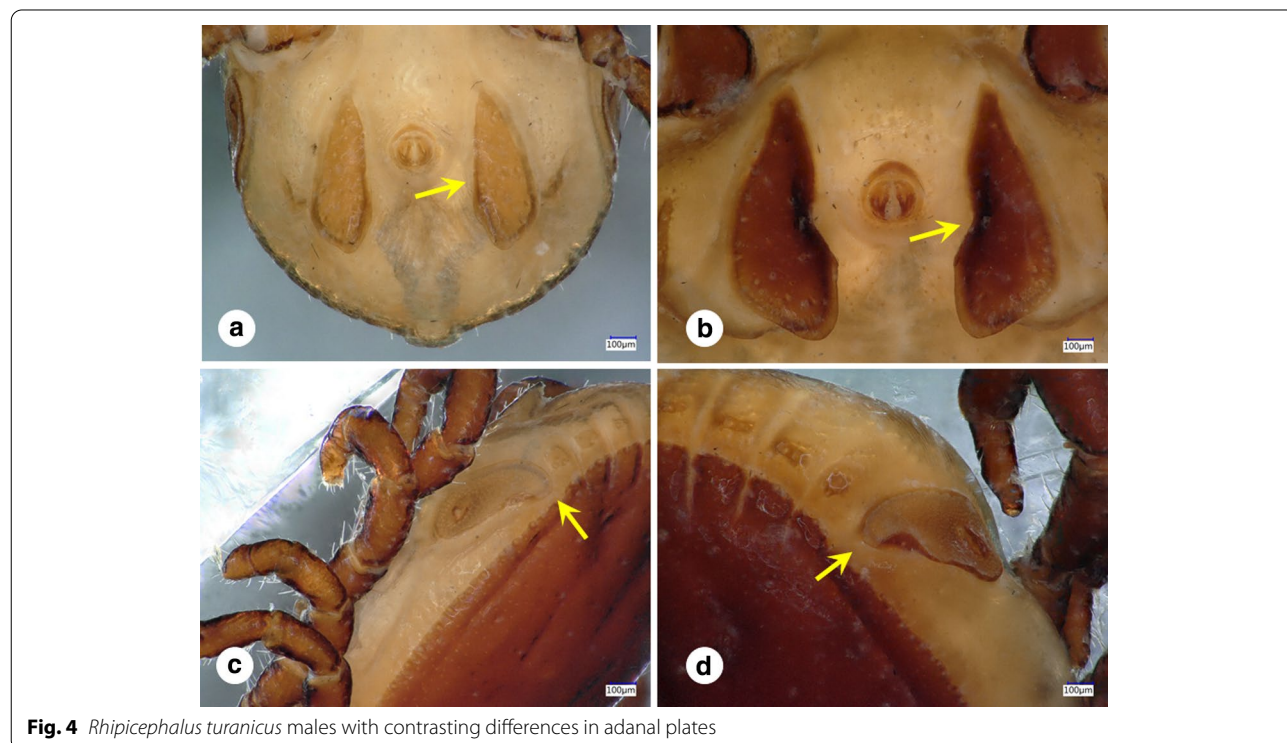 a
100µm
b
100µm
c
100µm
d
100µm
Fig. 4 Rhipicephalus turanicus males with contrasting differences in adanal plates